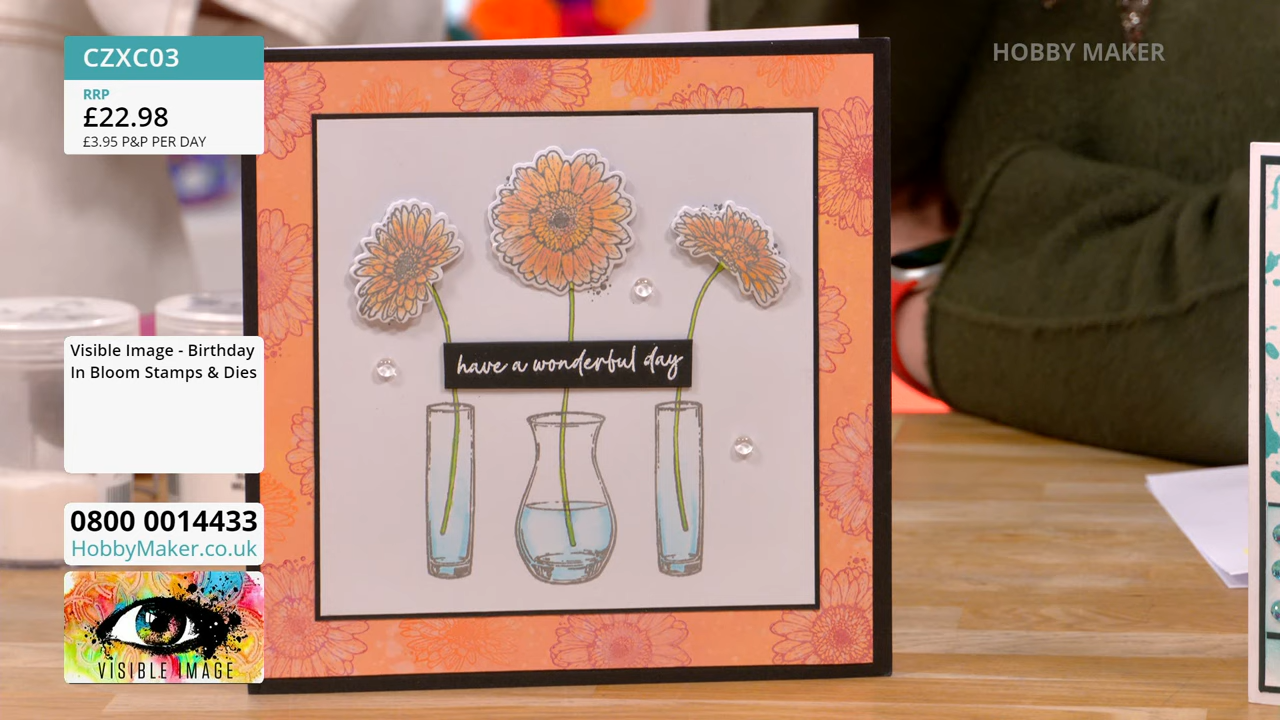 CZXC03
RRP
£22.98
£3.95 P&P PER DAY
HOBBY MAKER
Visible Image - Birthday
In Bloom Stamps & Dies
have a wonderful day
0800 0014433
HobbyMaker.co.uk
VISIBLE IMAGE